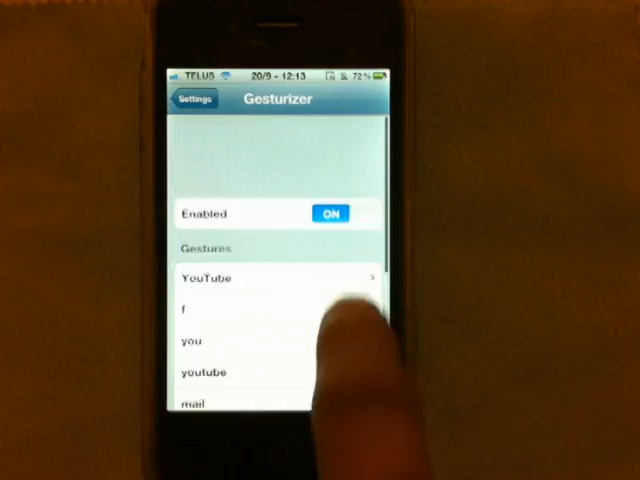 TELUS 20/9 - 12:13 72%
Settings Gesturizer
Enabled ON
Gestures
YouTube
f
you
youtube
mail